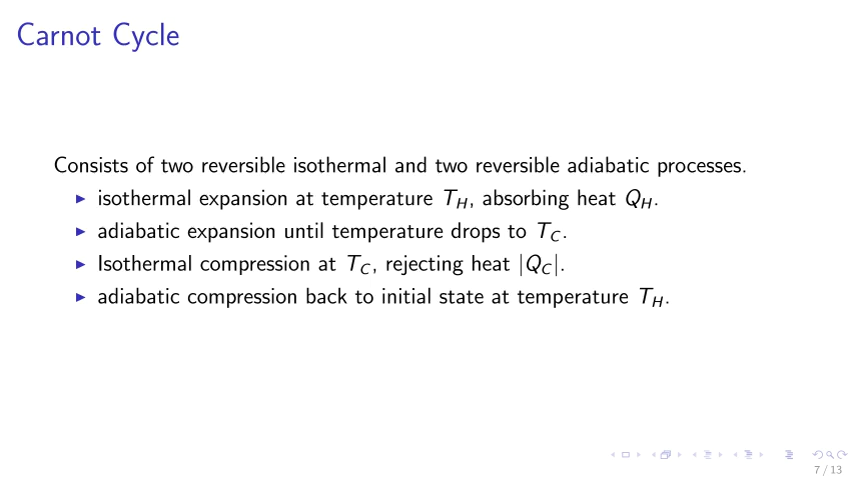 Carnot Cycle
Consists of two reversible isothermal and two reversible adiabatic processes.
▶ isothermal expansion at temperature T_H, absorbing heat Q_H.
▶ adiabatic expansion until temperature drops to T_C.
▶ Isothermal compression at T_C, rejecting heat |Q_C|.
▶ adiabatic compression back to initial state at temperature T_H.
7 / 13